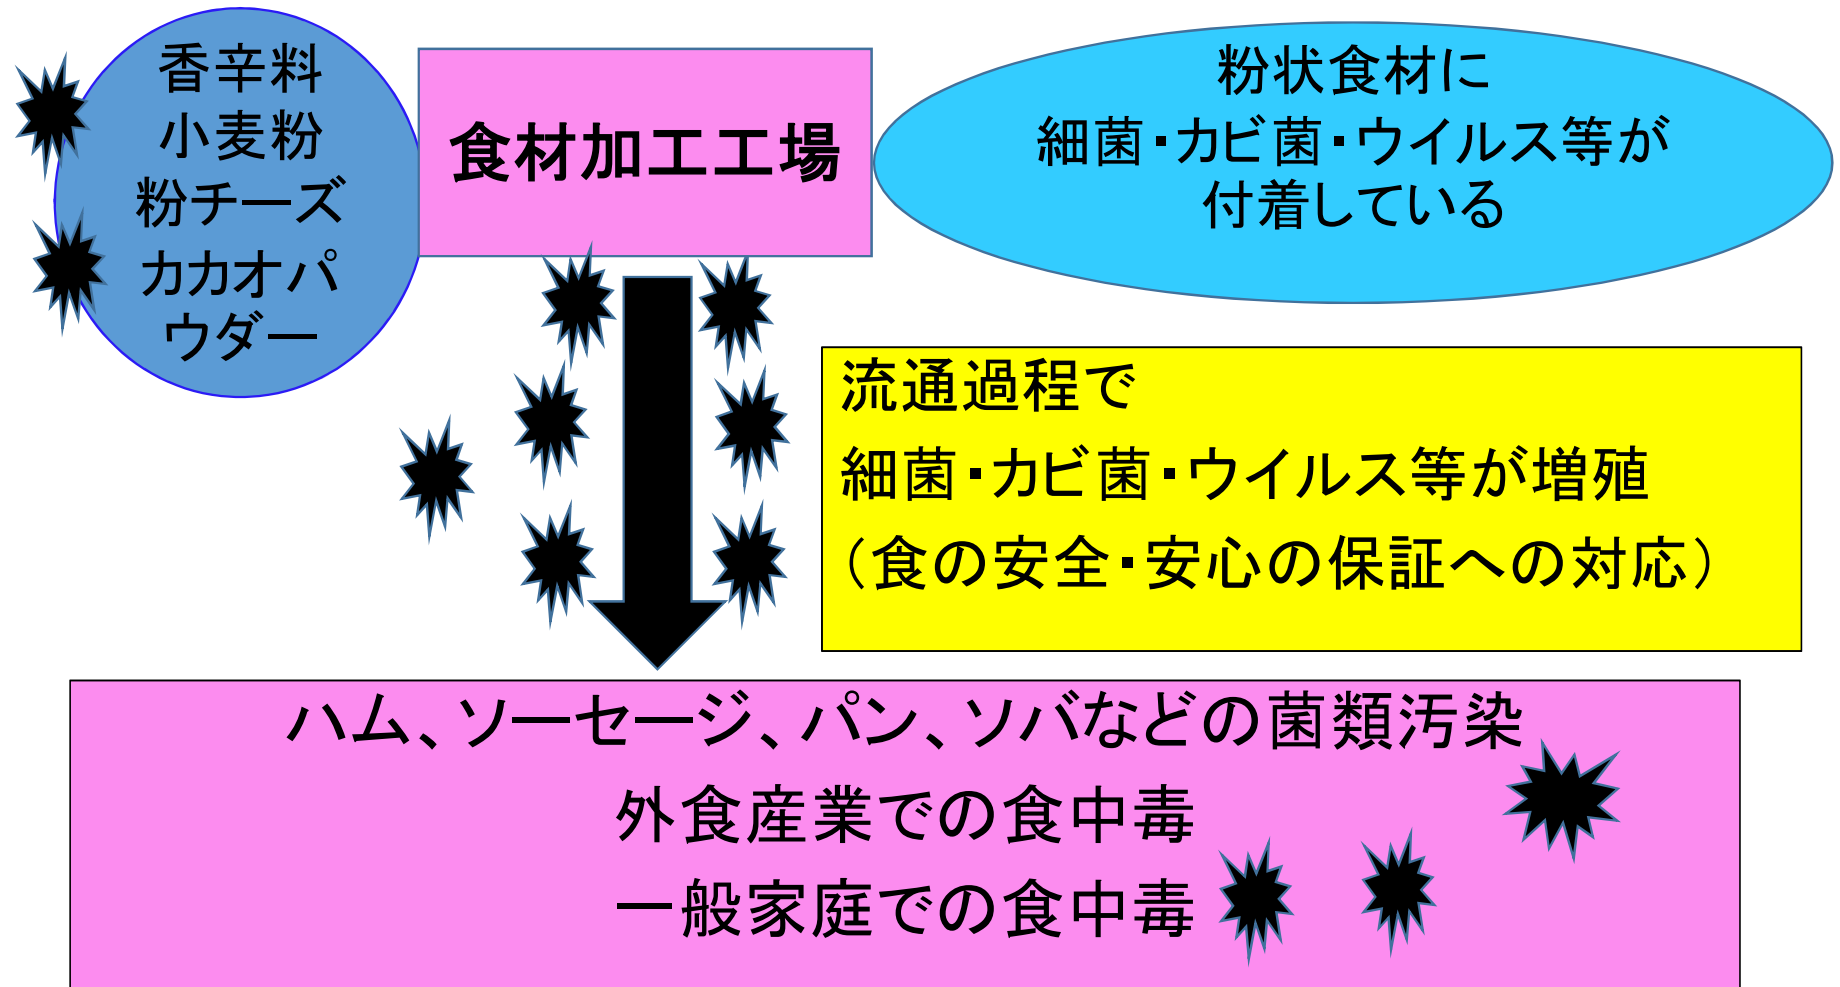 香辛料
小麦粉
粉チーズ
カカオパ
ウダー
食材加工工場
粉状食材に
細菌・カビ菌・ウイルス等が
付着している
流通過程で
細菌・カビ菌・ウイルス等が増殖
（食の安全・安心の保証への対応）
ハム、ソーセージ、パン、ソバなどの菌類汚染
外食産業での食中毒
一般家庭での食中毒